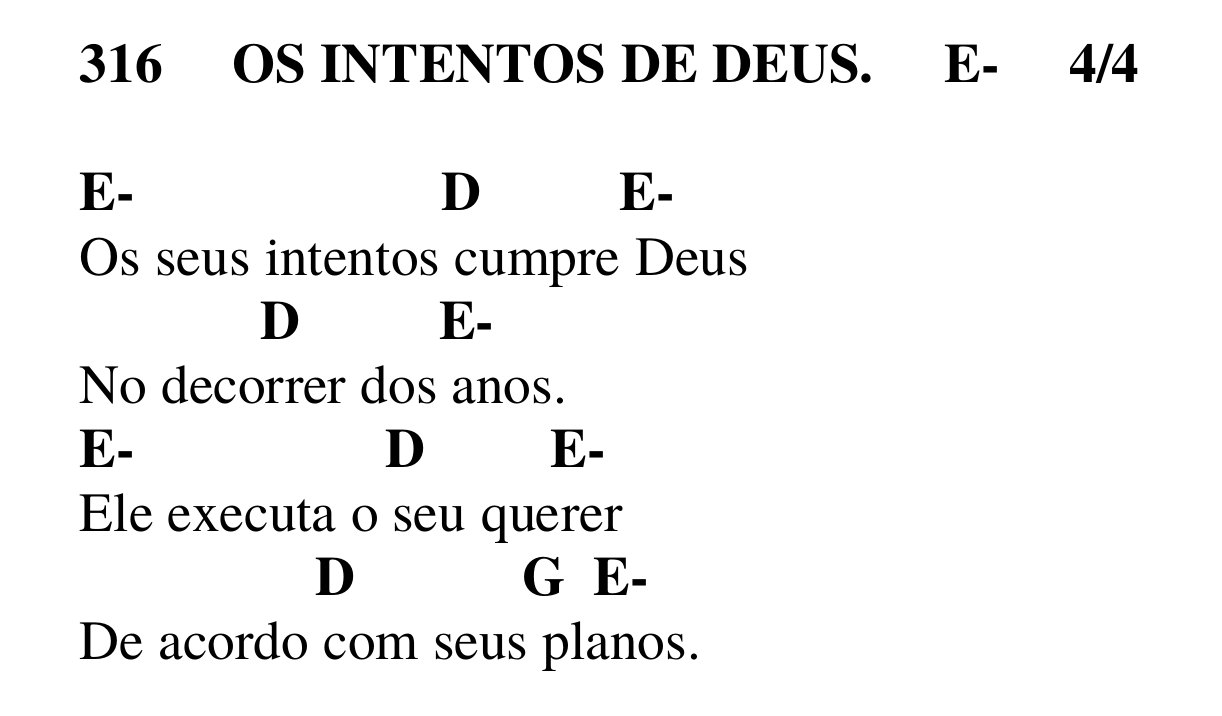 316 OS INTENTOS DE DEUS. E- 4/4
E- D E-
Os seus intentos cumpre Deus
D E-
No decorrer dos anos.
E- D E-
Ele executa o seu querer
D G E-
De acordo com seus planos.